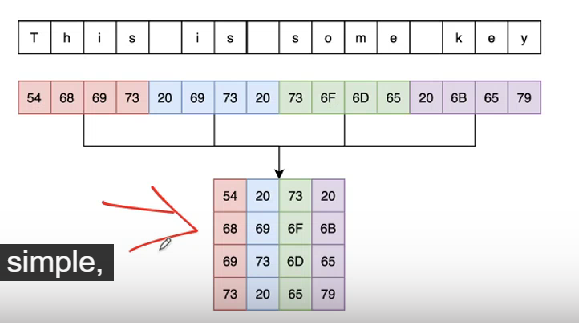 T h i s i s s o m e k e y
54 68 69 73 20 69 73 20 73 6F 6D 65 20 6B 65 79
54 20 73 20
68 69 6F 6B
69 73 6D 65
simple,
73 20 65 79